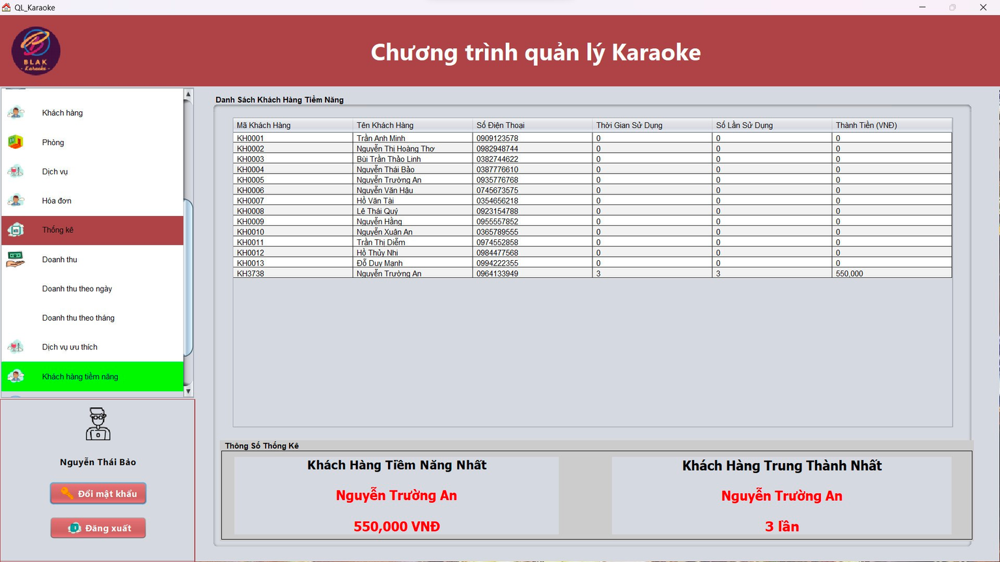 QL_Karaoke
BLAK
Karaoke
Chương trình quản lý Karaoke
Khách hàng
Phòng
Dịch vụ
Hóa đơn
Thống kê
Doanh thu
Doanh thu theo ngày
Doanh thu theo tháng
Dịch vụ ưu thích
Khách hàng tiềm năng
Nguyễn Thái Bảo
Đổi mật khẩu
Đăng xuất
Danh Sách Khách Hàng Tiềm Năng
Mã Khách Hàng Tên Khách Hàng Số Điện Thoại Thời Gian Sử Dụng Số Lần Sử Dụng Thành Tiền (VNĐ)
KH0001 Trần Anh Minh 0909123578 0 0 0
KH0002 Nguyễn Thị Hoàng Thơ 0982948744 0 0 0
KH0003 Bùi Trần Thảo Linh 0382744622 0 0 0
KH0004 Nguyễn Thái Bảo 0387776610 0 0 0
KH0005 Nguyễn Trường An 0935776768 0 0 0
KH0006 Nguyễn Văn Hậu 0745673575 0 0 0
KH0007 Hồ Văn Tài 0354656218 0 0 0
KH0008 Lê Thái Quý 0923154788 0 0 0
KH0009 Nguyễn Hằng 0955557852 0 0 0
KH0010 Nguyễn Xuân An 0365789555 0 0 0
KH0011 Trần Thị Diễm 0974552858 0 0 0
KH0012 Hồ Thủy Nhi 0984477568 0 0 0
KH0013 Đỗ Duy Mạnh 0994222355 0 0 0
KH3738 Nguyễn Trường An 0964133949 3 3 550,000
Thông Số Thống Kê
Khách Hàng Tiềm Năng Nhất
Nguyễn Trường An
550,000 VNĐ
Khách Hàng Trung Thành Nhất
Nguyễn Trường An
3 lần